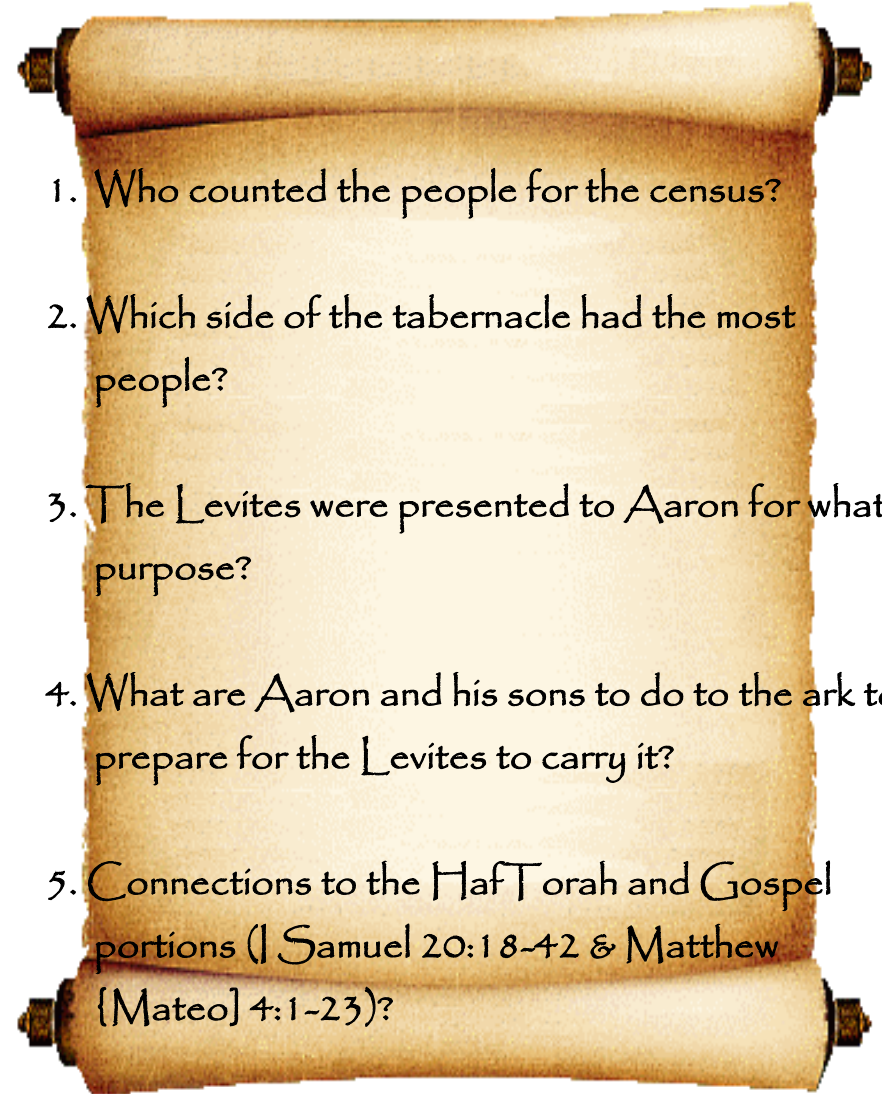 1. Who counted the people for the census?
2. Which side of the tabernacle had the most
people?
3. The Levites were presented to Aaron for what
purpose?
4. What are Aaron and his sons to do to the ark to
prepare for the Levites to carry it?
5. Connections to the HafTorah and Gospel
portions (I Samuel 20:18-42 & Matthew
{Mateo] 4:1-23)?